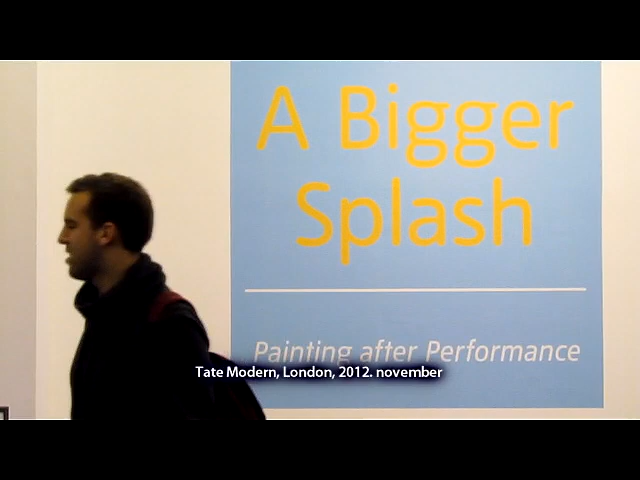 A Bigger
Splash
Painting after Performance
Tate Modern, London, 2012. november